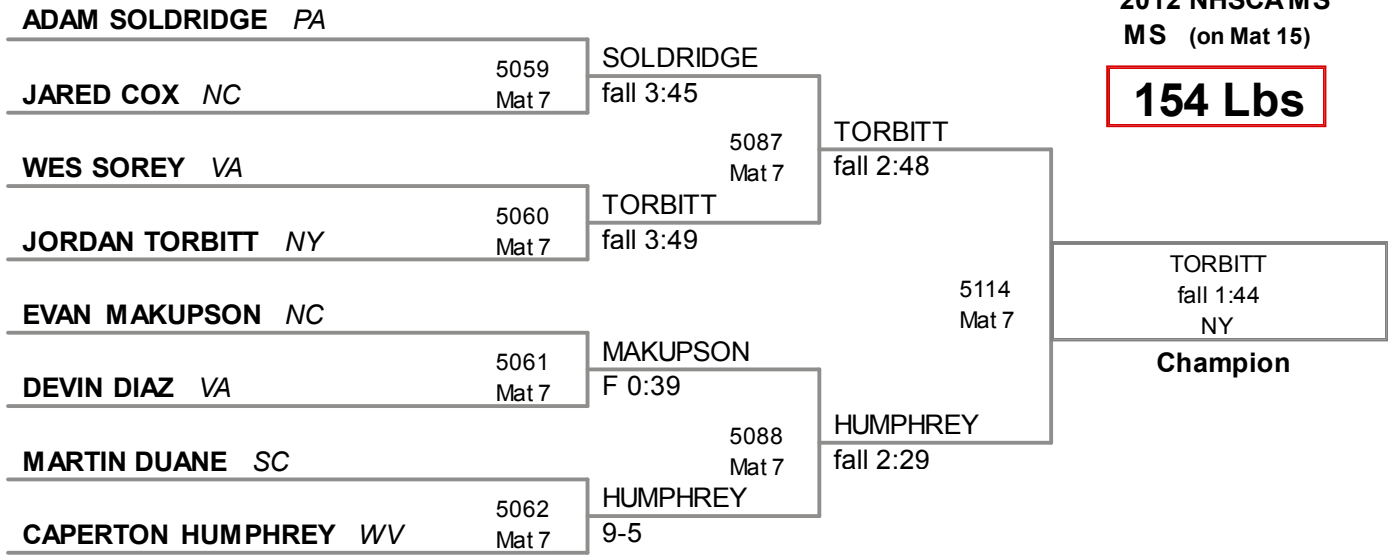 2012 NHSCA MS
MS (on Mat 15)
154 Lbs
ADAM SOLDRIDGE PA
JARED COX NC
WES SOREY VA
JORDAN TORBITT NY
EVAN MAKUPSON NC
DEVIN DIAZ VA
MARTIN DUANE SC
CAPERTON HUMPHREY WV
5059
Mat 7
5060
Mat 7
5061
Mat 7
5062
Mat 7
SOLDRIDGE
fall 3:45
TORBITT
fall 3:49
MAKUPSON
F 0:39
HUMPHREY
9-5
5087
Mat 7
5088
Mat 7
TORBITT
fall 2:48
HUMPHREY
fall 2:29
5114
Mat 7
TORBITT
fall 1:44
NY
Champion